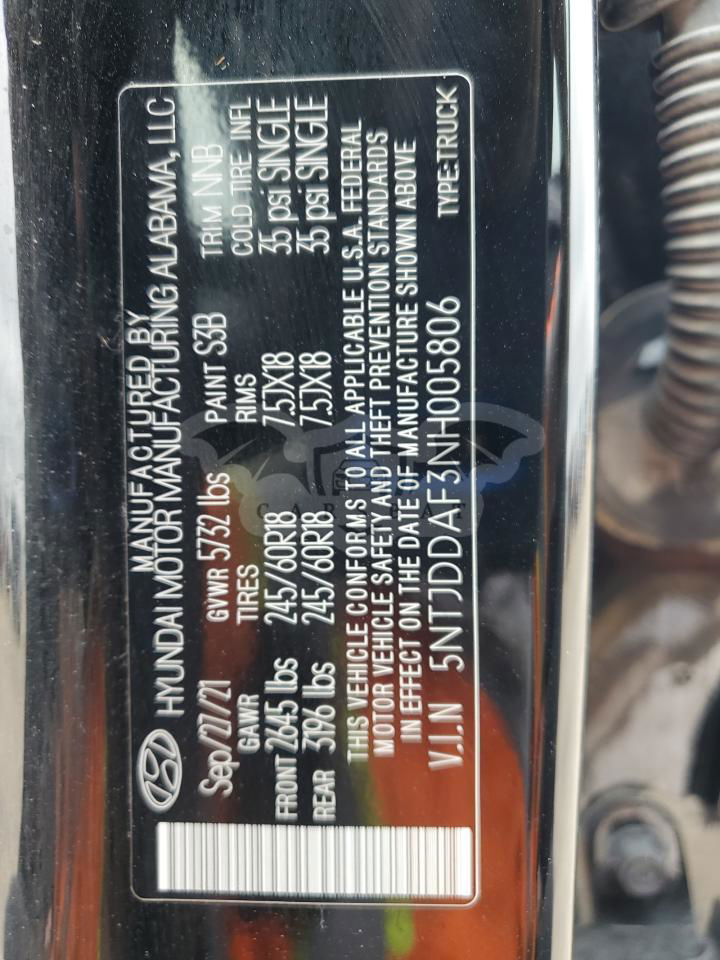 MANUFACTURED BY
HYUNDAI MOTOR MANUFACTURING ALABAMA, LLC
Sep/27/21 GVWR 5732 lbs PAINT S3B TRIM NNB
GAWR TIRES RIMS COLD TIRE INFL
FRONT 2645 lbs 245/60R18 7.5JX18 35 psi SINGLE
REAR 3196 lbs 245/60R18 7.5JX18 35 psi SINGLE
THIS VEHICLE CONFORMS TO ALL APPLICABLE U.S.A. FEDERAL
MOTOR VEHICLE SAFETY AND THEFT PREVENTION STANDARDS
IN EFFECT ON THE DATE OF MANUFACTURE SHOWN ABOVE
V.I.N 5NTJDDAF3NH005806 TYPE:TRUCK